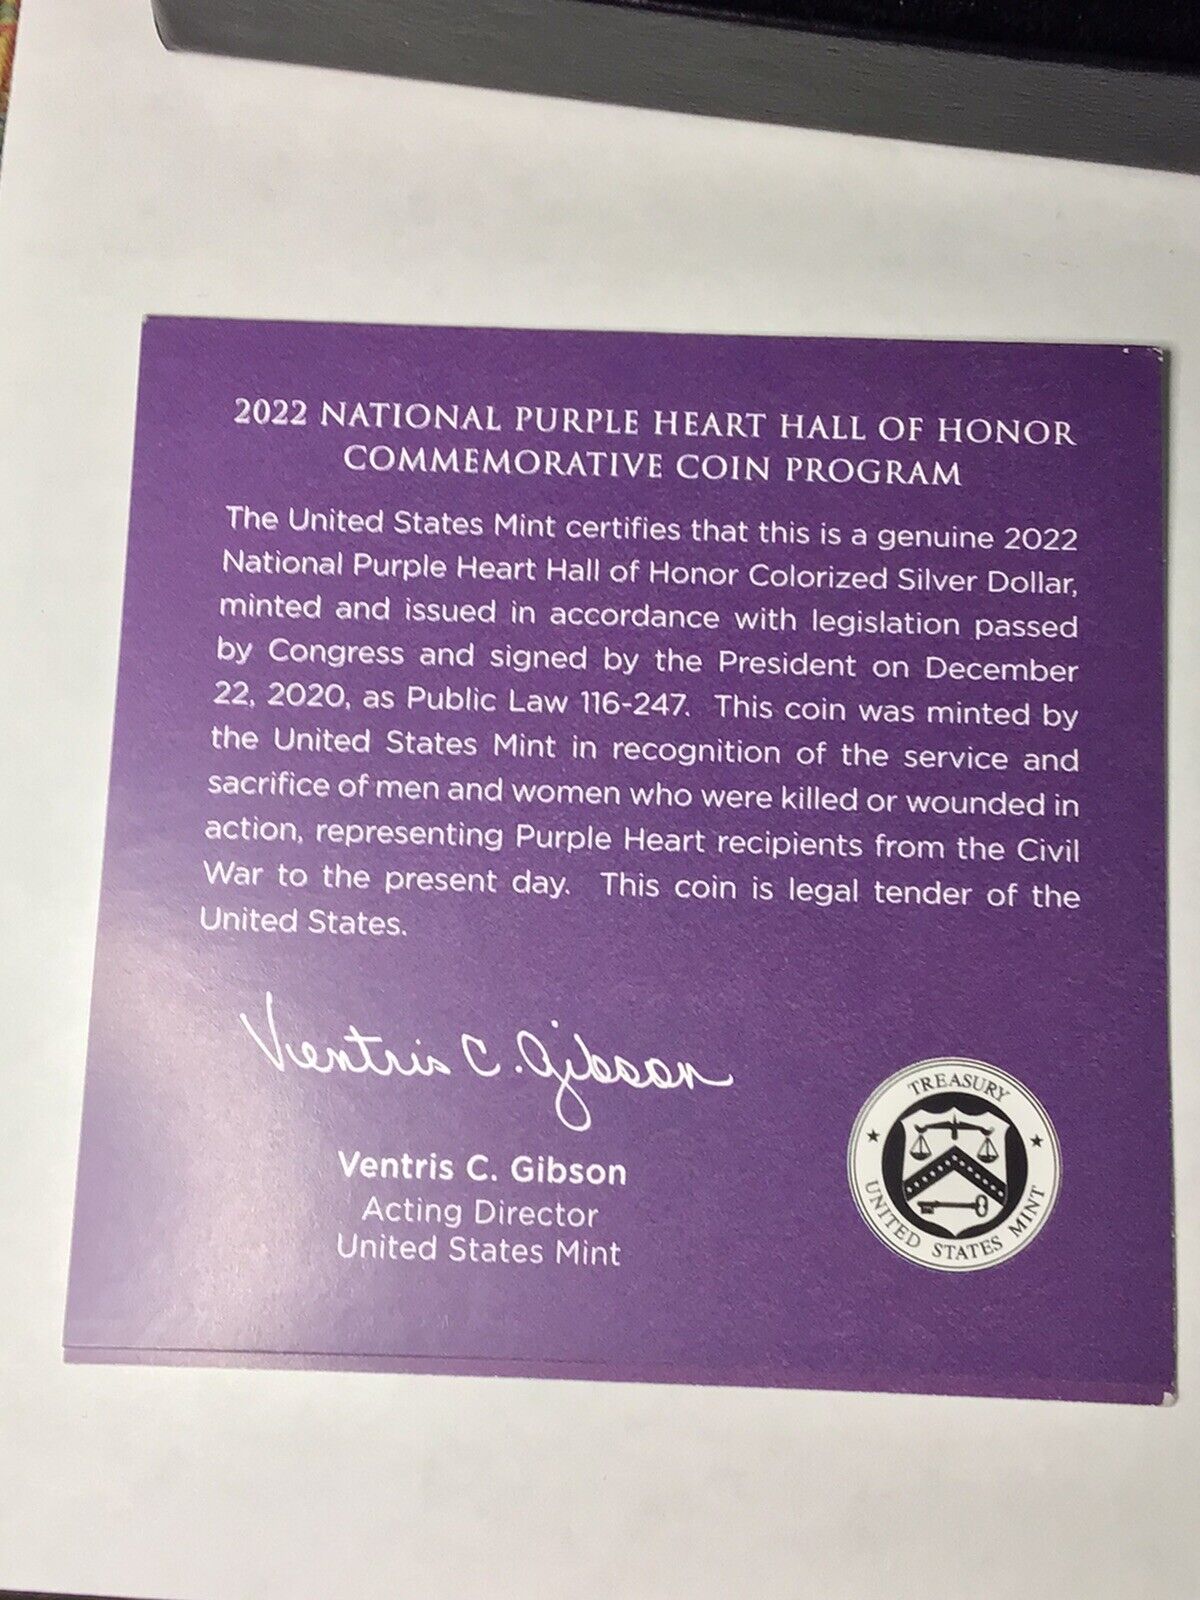 2022 NATIONAL PURPLE HEART HALL OF HONOR
COMMEMORATIVE COIN PROGRAM
The United States Mint certifies that this is a genuine 2022
National Purple Heart Hall of Honor Colorized Silver Dollar,
minted and issued in accordance with legislation passed
by Congress and signed by the President on December
22, 2020, as Public Law 116-247. This coin was minted by
the United States Mint in recognition of the service and
sacrifice of men and women who were killed or wounded in
action, representing Purple Heart recipients from the Civil
War to the present day. This coin is legal tender of the
United States.
Ventris C. Gibson
Ventris C. Gibson
Acting Director
United States Mint
TREASURY
UNITED STATES MINT